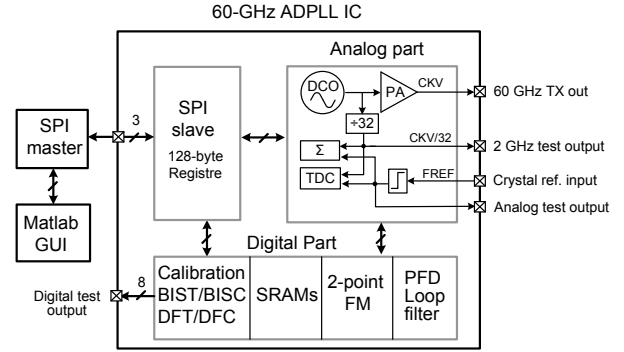 60-GHz ADPLL IC
Analog part
DCO
PA
CKV
60 GHz TX out
÷32
SPI
master
3
SPI
slave
128-byte
Registre
CKV/32
2 GHz test output
Σ
TDC
FREF
Crystal ref. input
Analog test output
Matlab
GUI
Digital Part
Digital test
output
8
Calibration
BIST/BISC
DFT/DFC
SRAMs
2-point
FM
PFD
Loop
filter